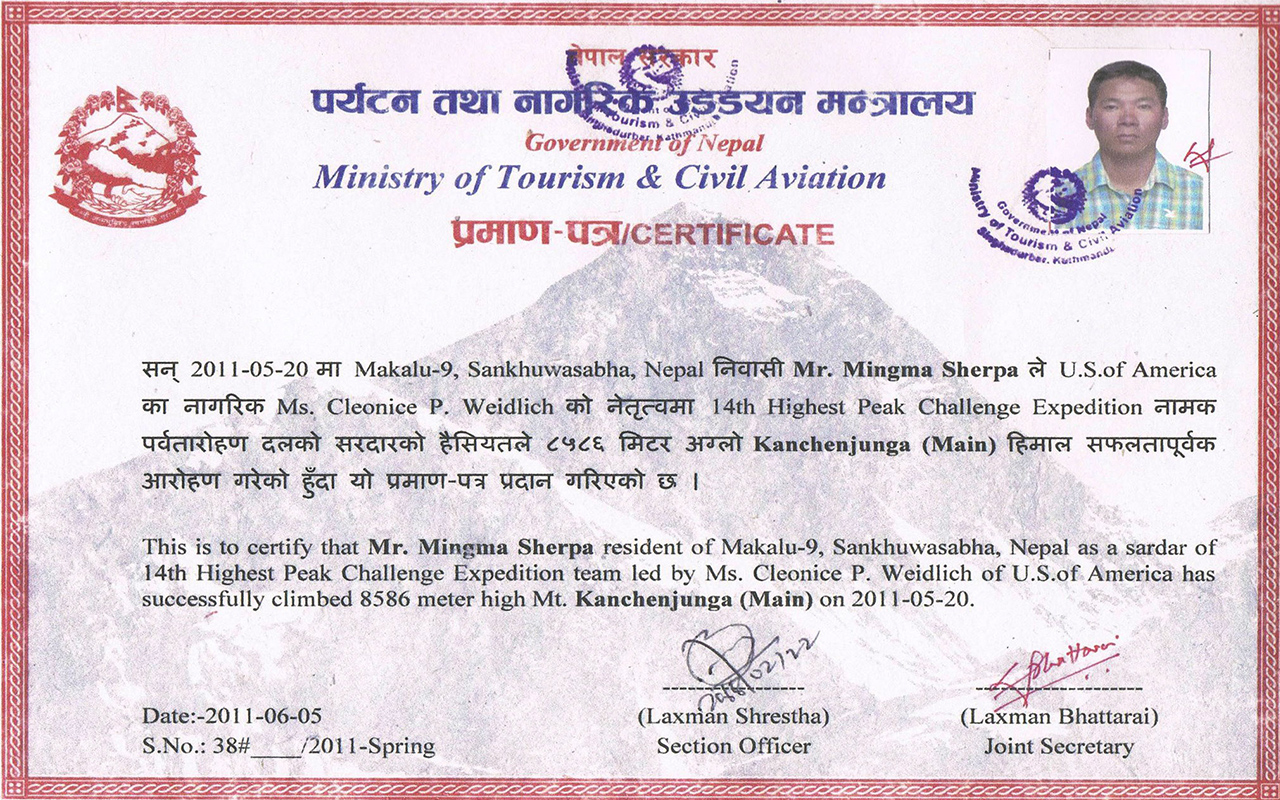 नेपाल सरकार
पर्यटन तथा नागरिक उडडयन मन्त्रालय
Government of Nepal
Ministry of Tourism & Civil Aviation
प्रमाण-पत्र/CERTIFICATE
Tourism & Civil
Singhadurbar, Kathmandu
Government of Nepal
Ministry of Tourism & Civil Aviation
Singhadurbar, Kathmandu
सन् 2011-05-20 मा Makalu-9, Sankhuwasabha, Nepal निवासी Mr. Mingma Sherpa ले U.S.of America
का नागरिक Ms. Cleonice P. Weidlich को नेतृत्वमा 14th Highest Peak Challenge Expedition नामक
पर्वतारोहण दलको सरदारको हैसियतले ८५८६ मिटर अग्लो Kanchenjunga (Main) हिमाल सफलतापूर्वक
आरोहण गरेको हुँदा यो प्रमाण-पत्र प्रदान गरिएको छ ।
This is to certify that Mr. Mingma Sherpa resident of Makalu-9, Sankhuwasabha, Nepal as a sardar of
14th Highest Peak Challenge Expedition team led by Ms. Cleonice P. Weidlich of U.S.of America has
successfully climbed 8586 meter high Mt. Kanchenjunga (Main) on 2011-05-20.
Bhattarai
Date:-2011-06-05
(Laxman Shrestha)
(Laxman Bhattarai)
S.No.: 38#____/2011-Spring
Section Officer
Joint Secretary